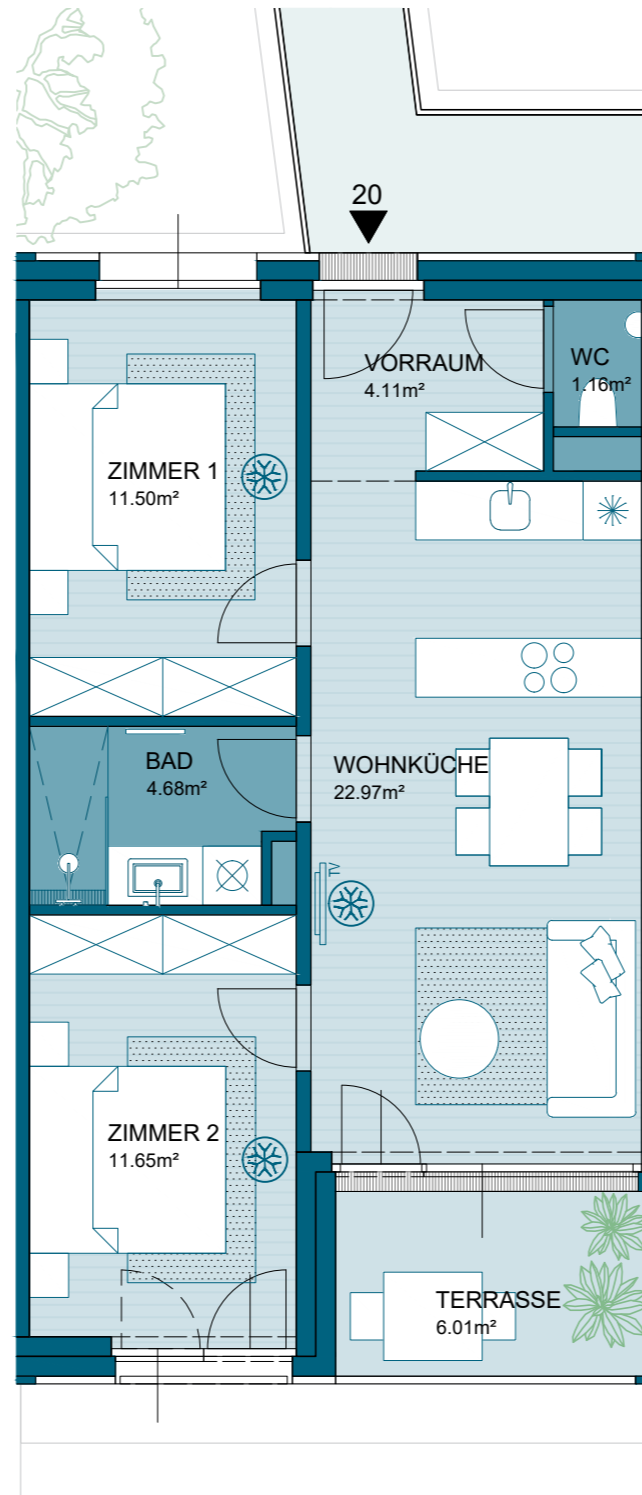 20
VORRAUM
4.11m²
WC
1.16m²
ZIMMER 1
11.50m²
BAD
4.68m²
WOHNKÜCHE
22.97m²
TV
ZIMMER 2
11.65m²
TERRASSE
6.01m²